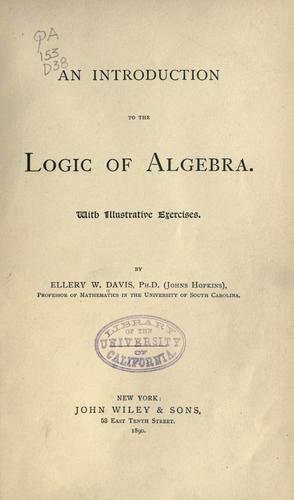 QA
153
D38
AN INTRODUCTION
TO THE
LOGIC OF ALGEBRA.
With Illustrative Exercises.
BY
ELLERY W. DAVIS, PH.D. (JOHNS HOPKINS),
PROFESSOR OF MATHEMATICS IN THE UNIVERSITY OF SOUTH CAROLINA.
LIBRARY
OF THE
UNIVERSITY
OF
CALIFORNIA.
NEW YORK:
JOHN WILEY & SONS,
53 EAST TENTH STREET.
1890.